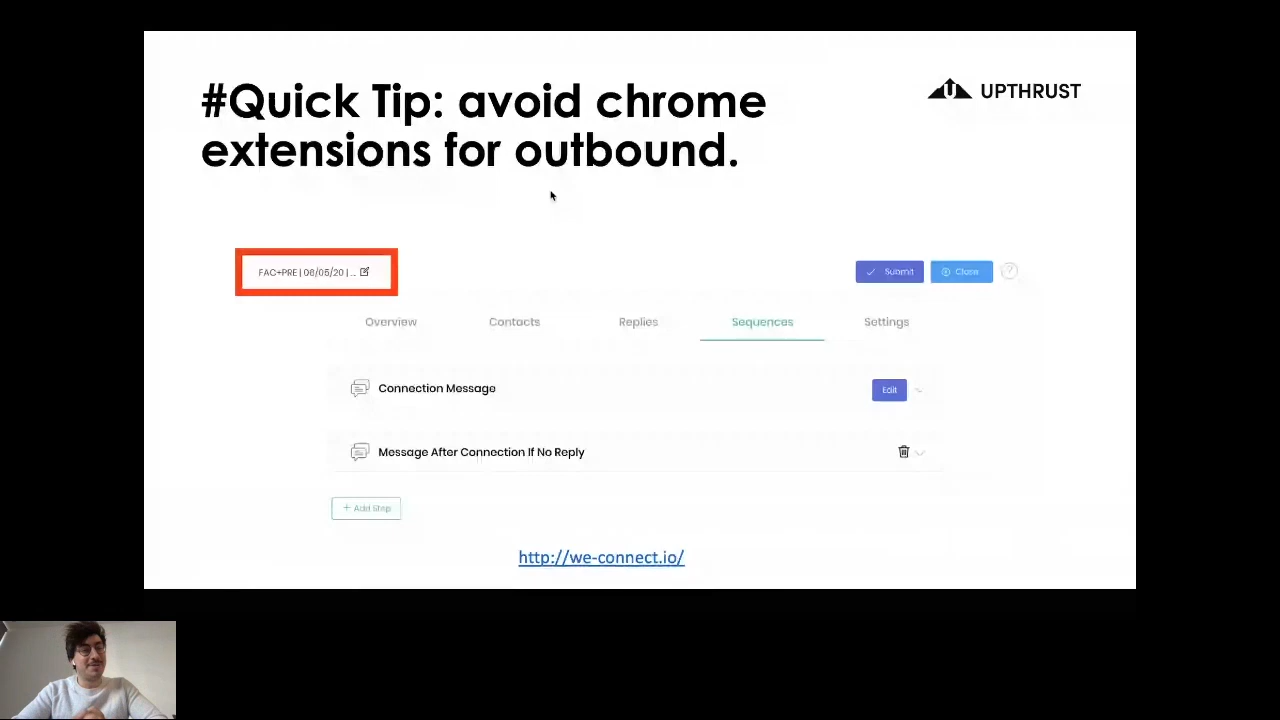 #Quick Tip: avoid chrome
extensions for outbound.
UPTHRUST
FAC+PRE | 08/05/20 | ...
Submit
Close
?
Overview
Contacts
Replies
Sequences
Settings
Connection Message
Edit
Message After Connection If No Reply
+ Add Step
http://we-connect.io/